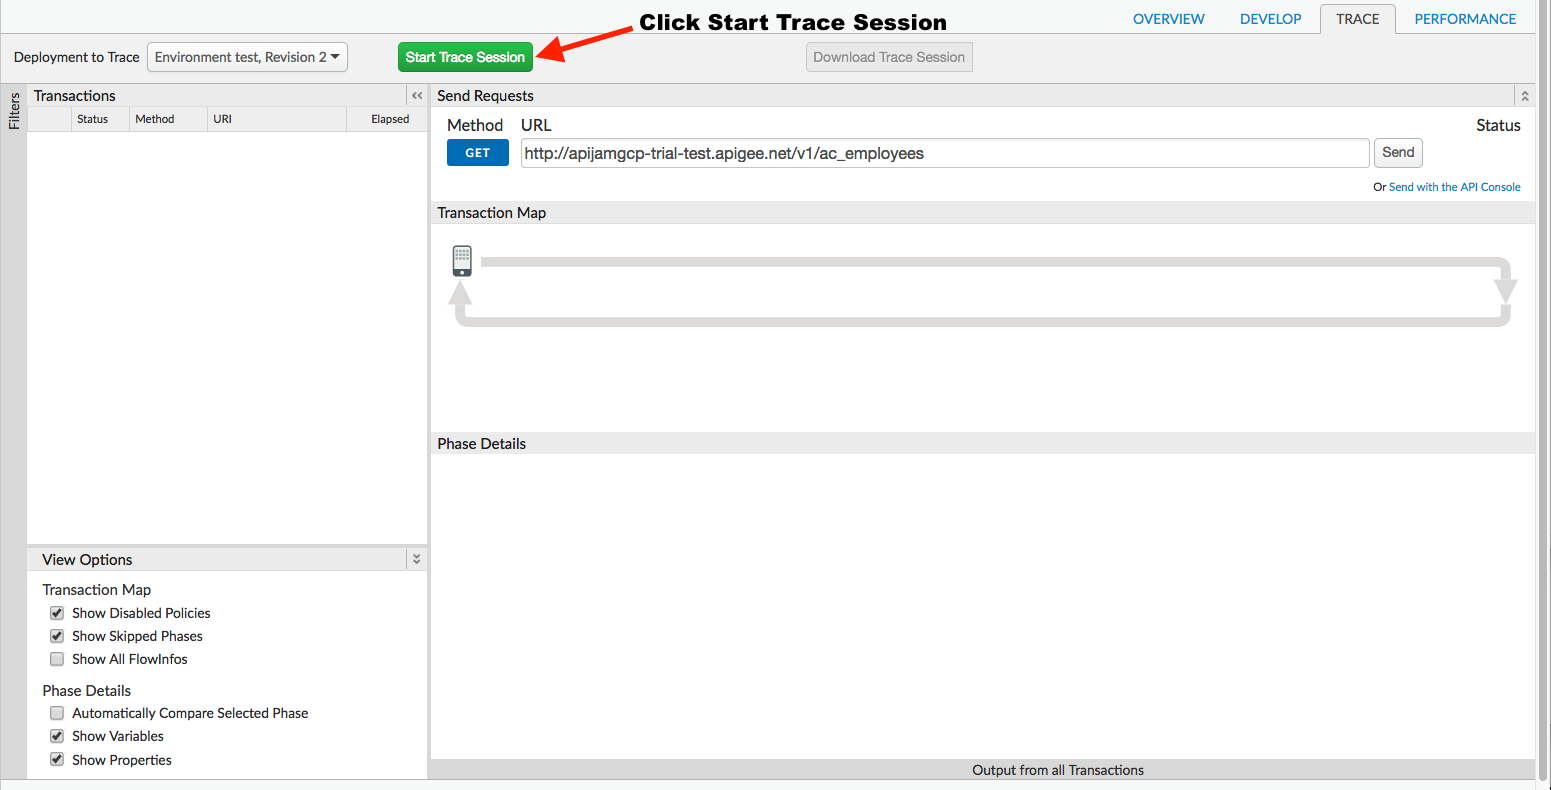 Click Start Trace Session
OVERVIEW DEVELOP TRACE PERFORMANCE
Deployment to Trace Environment test, Revision 2 Start Trace Session Download Trace Session
Filters
Transactions
Status Method URI Elapsed
Send Requests
Method URL Status
GET http://apijamgcp-trial-test.apigee.net/v1/ac_employees Send
Or Send with the API Console
Transaction Map
Phase Details
View Options
Transaction Map
Show Disabled Policies
Show Skipped Phases
Show All FlowInfos
Phase Details
Automatically Compare Selected Phase
Show Variables
Show Properties
Output from all Transactions